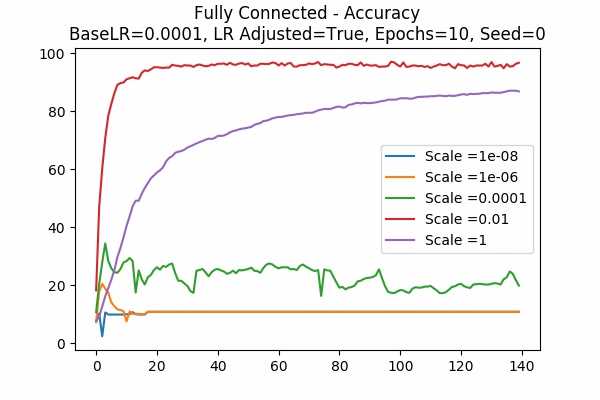 Fully Connected - Accuracy
BaseLR=0.0001, LR Adjusted=True, Epochs=10, Seed=0
100
80
60
40
20
0
Scale =1e-08
Scale =1e-06
Scale =0.0001
Scale =0.01
Scale =1
0 20 40 60 80 100 120 140